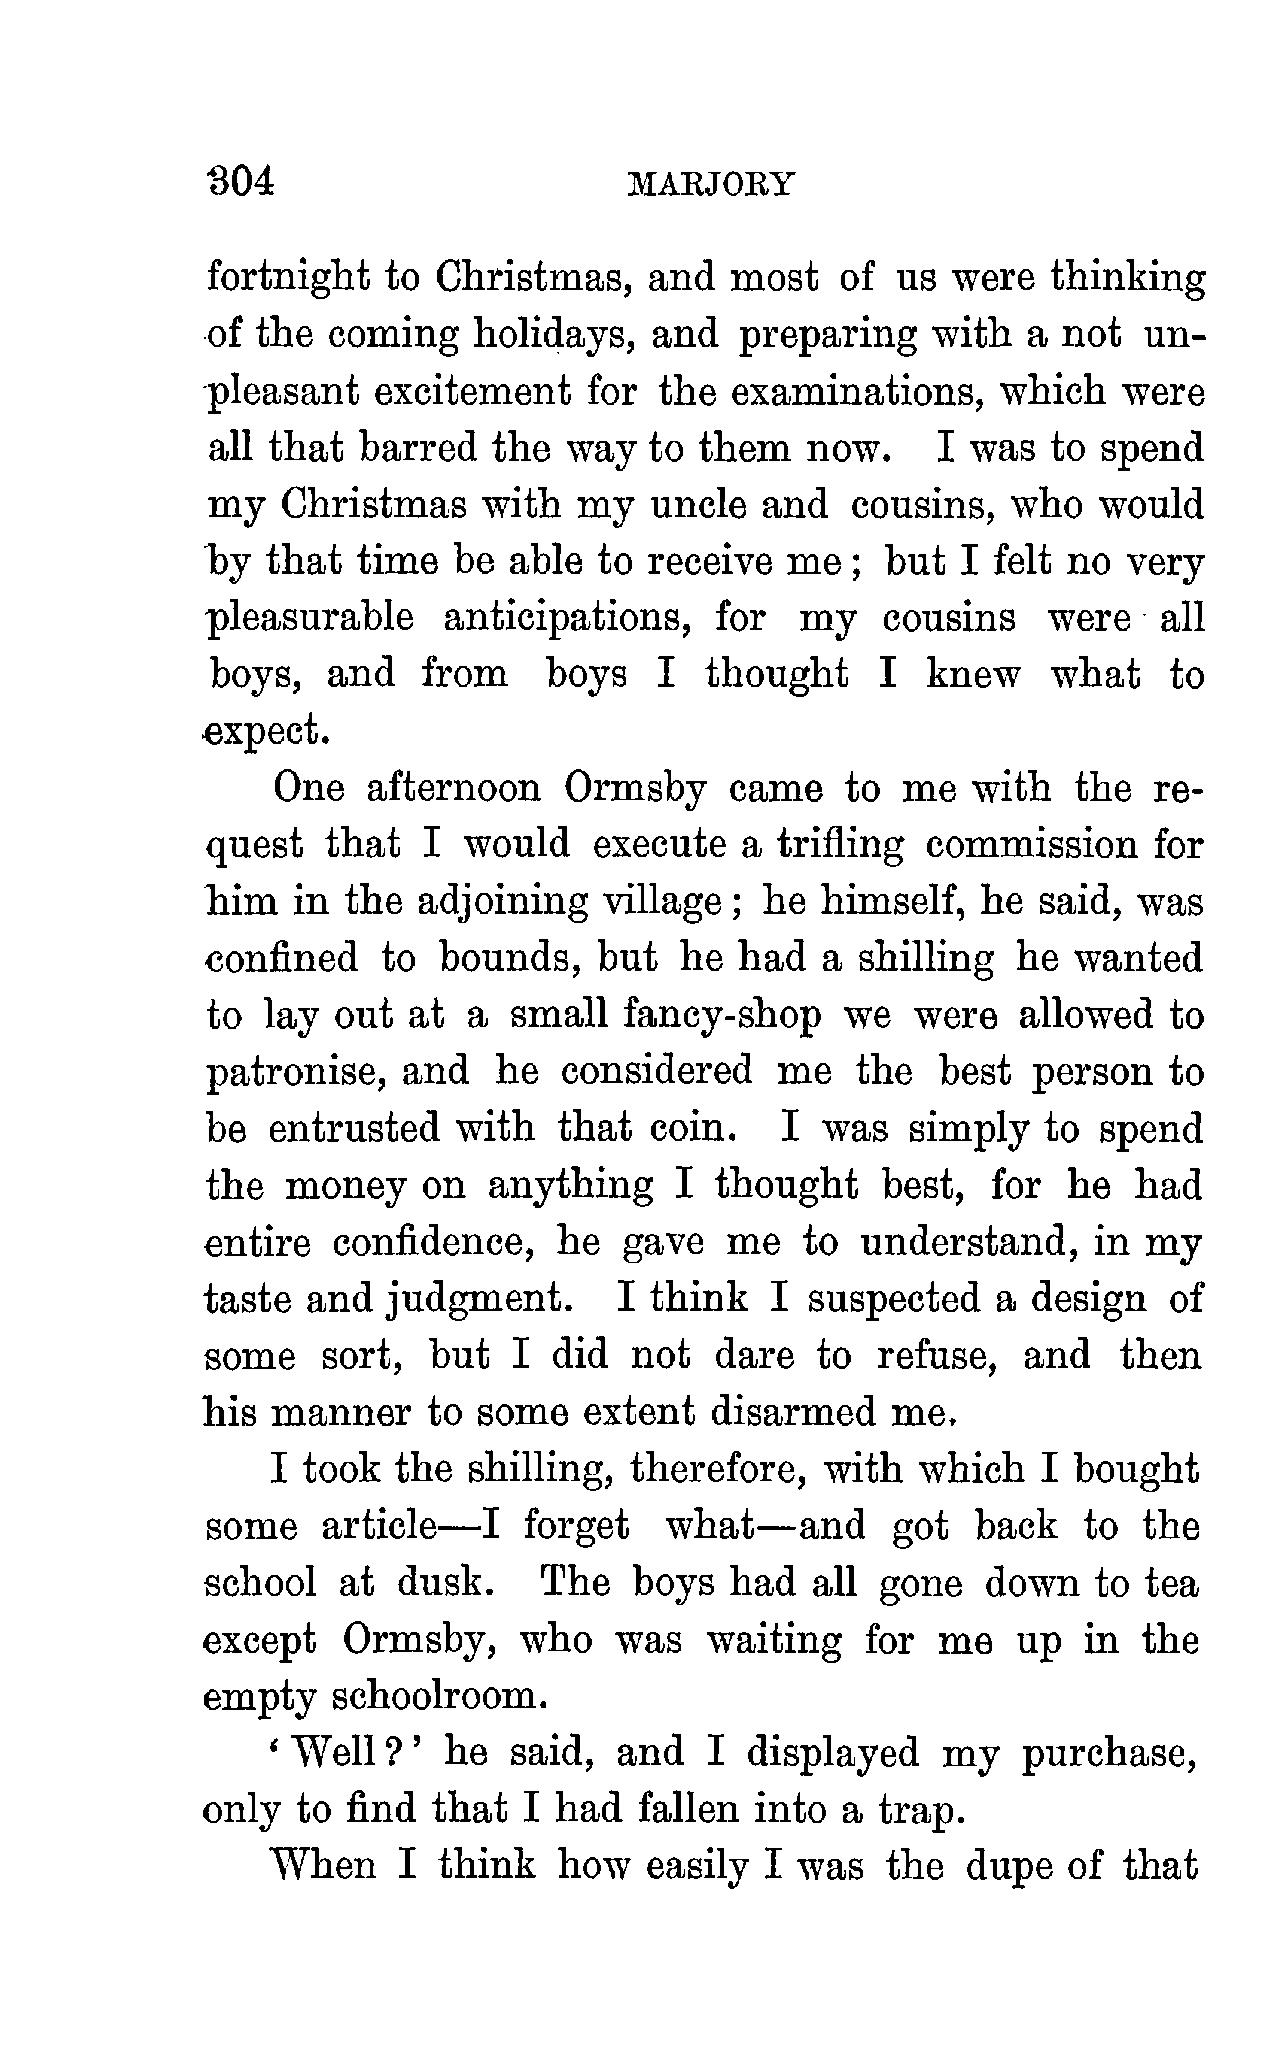 304 MARJORY
fortnight to Christmas, and most of us were thinking
of the coming holidays, and preparing with a not un-
pleasant excitement for the examinations, which were
all that barred the way to them now. I was to spend
my Christmas with my uncle and cousins, who would
by that time be able to receive me; but I felt no very
pleasurable anticipations, for my cousins were all
boys, and from boys I thought I knew what to
expect.
One afternoon Ormsby came to me with the re-
quest that I would execute a trifling commission for
him in the adjoining village; he himself, he said, was
confined to bounds, but he had a shilling he wanted
to lay out at a small fancy-shop we were allowed to
patronise, and he considered me the best person to
be entrusted with that coin. I was simply to spend
the money on anything I thought best, for he had
entire confidence, he gave me to understand, in my
taste and judgment. I think I suspected a design of
some sort, but I did not dare to refuse, and then
his manner to some extent disarmed me.
I took the shilling, therefore, with which I bought
some article—I forget what—and got back to the
school at dusk. The boys had all gone down to tea
except Ormsby, who was waiting for me up in the
empty schoolroom.
‘Well?’ he said, and I displayed my purchase,
only to find that I had fallen into a trap.
When I think how easily I was the dupe of that